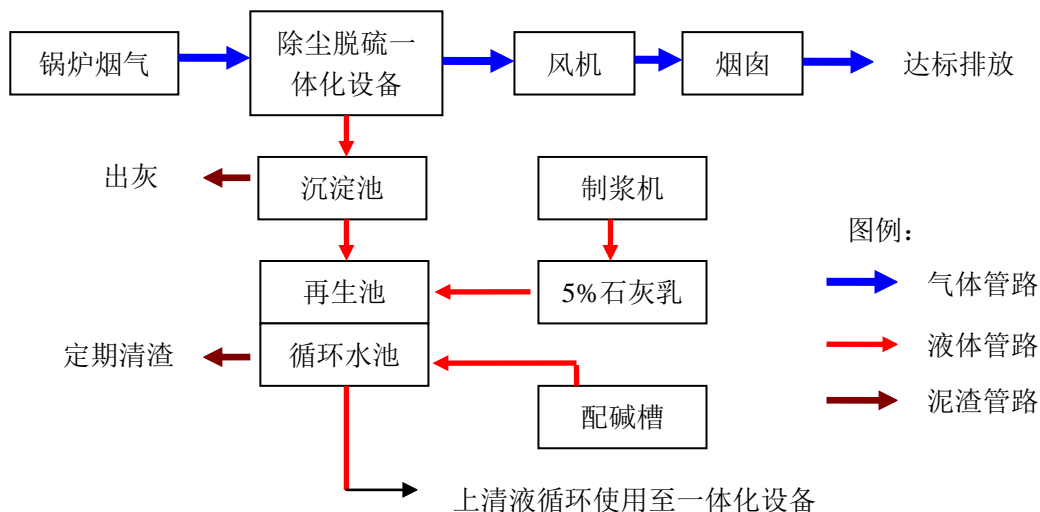 锅炉烟气
除尘脱硫一
体化设备
风机
烟囱
达标排放
出灰
沉淀池
制浆机
图例：
再生池
5%石灰乳
气体管路
定期清渣
循环水池
液体管路
配碱槽
泥渣管路
上清液循环使用至一体化设备